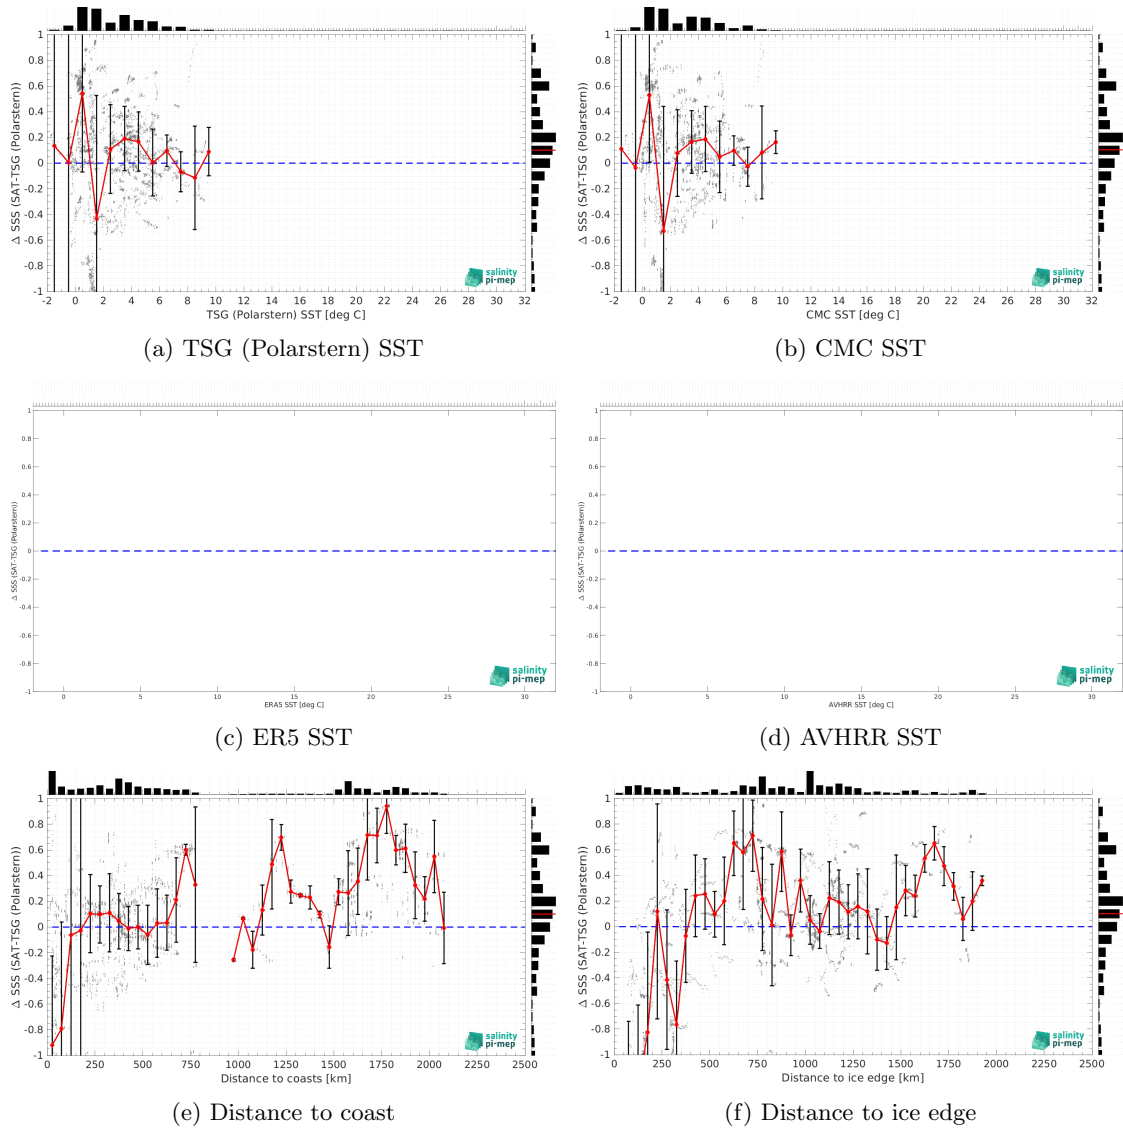 1
0.8
0.6
0.4
0.2
0
-0.2
-0.4
-0.6
-0.8
-1
Δ SSS (SAT-TSG (Polarstern))
-2 0 2 4 6 8 10 12 14 16 18 20 22 24 26 28 30 32
TSG (Polarstern) SST [deg C]
salinity
pi-mep
(a) TSG (Polarstern) SST
1
0.8
0.6
0.4
0.2
0
-0.2
-0.4
-0.6
-0.8
-1
Δ SSS (SAT-TSG (Polarstern))
-2 0 2 4 6 8 10 12 14 16 18 20 22 24 26 28 30 32
CMC SST [deg C]
salinity
pi-mep
(b) CMC SST
1
0.8
0.6
0.4
0.2
0
-0.2
-0.4
-0.6
-0.8
-1
Δ SSS (SAT-TSG (Polarstern))
0 5 10 15 20 25 30
ERA5 SST [deg C]
salinity
pi-mep
(c) ER5 SST
1
0.8
0.6
0.4
0.2
0
-0.2
-0.4
-0.6
-0.8
-1
Δ SSS (SAT-TSG (Polarstern))
0 5 10 15 20 25 30
AVHRR SST [deg C]
salinity
pi-mep
(d) AVHRR SST
1
0.8
0.6
0.4
0.2
0
-0.2
-0.4
-0.6
-0.8
-1
Δ SSS (SAT-TSG (Polarstern))
0 250 500 750 1000 1250 1500 1750 2000 2250 2500
Distance to coasts [km]
salinity
pi-mep
(e) Distance to coast
1
0.8
0.6
0.4
0.2
0
-0.2
-0.4
-0.6
-0.8
-1
Δ SSS (SAT-TSG (Polarstern))
0 250 500 750 1000 1250 1500 1750 2000 2250 2500
Distance to ice edge [km]
salinity
pi-mep
(f) Distance to ice edge